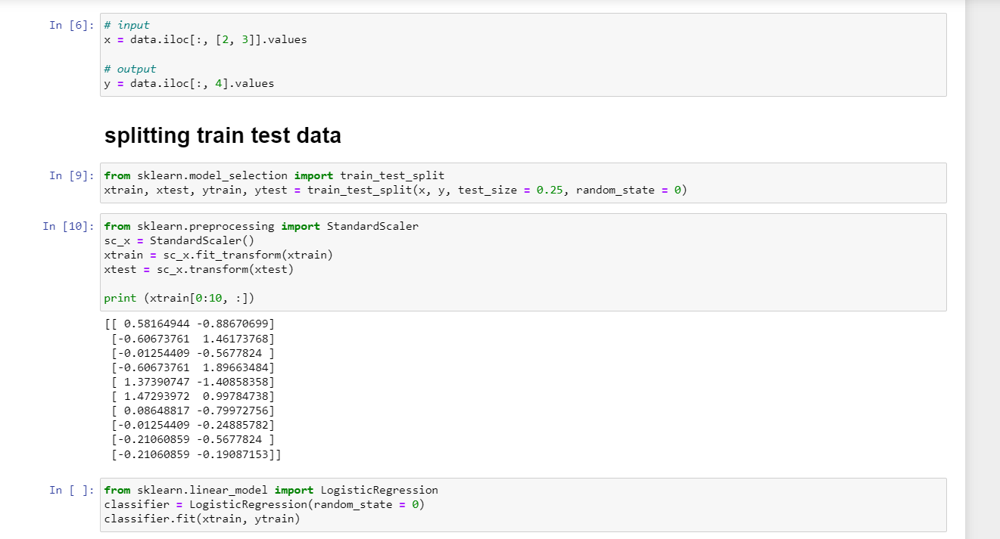 In [6]: # input
x = data.iloc[:, [2, 3]].values
# output
y = data.iloc[:, 4].values
splitting train test data
In [9]: from sklearn.model_selection import train_test_split
xtrain, xtest, ytrain, ytest = train_test_split(x, y, test_size = 0.25, random_state = 0)
In [10]: from sklearn.preprocessing import StandardScaler
sc_x = StandardScaler()
xtrain = sc_x.fit_transform(xtrain)
xtest = sc_x.transform(xtest)
print (xtrain[0:10, :])
[[ 0.58164944 -0.88670699]
[-0.60673761  1.46173768]
[-0.01254409 -0.5677824 ]
[-0.60673761  1.89663484]
[ 1.37390747 -1.40858358]
[ 1.47293972  0.99784738]
[ 0.08648817 -0.79972756]
[-0.01254409 -0.24885782]
[-0.21060859 -0.5677824 ]
[-0.21060859 -0.19087153]]
In [ ]: from sklearn.linear_model import LogisticRegression
classifier = LogisticRegression(random_state = 0)
classifier.fit(xtrain, ytrain)